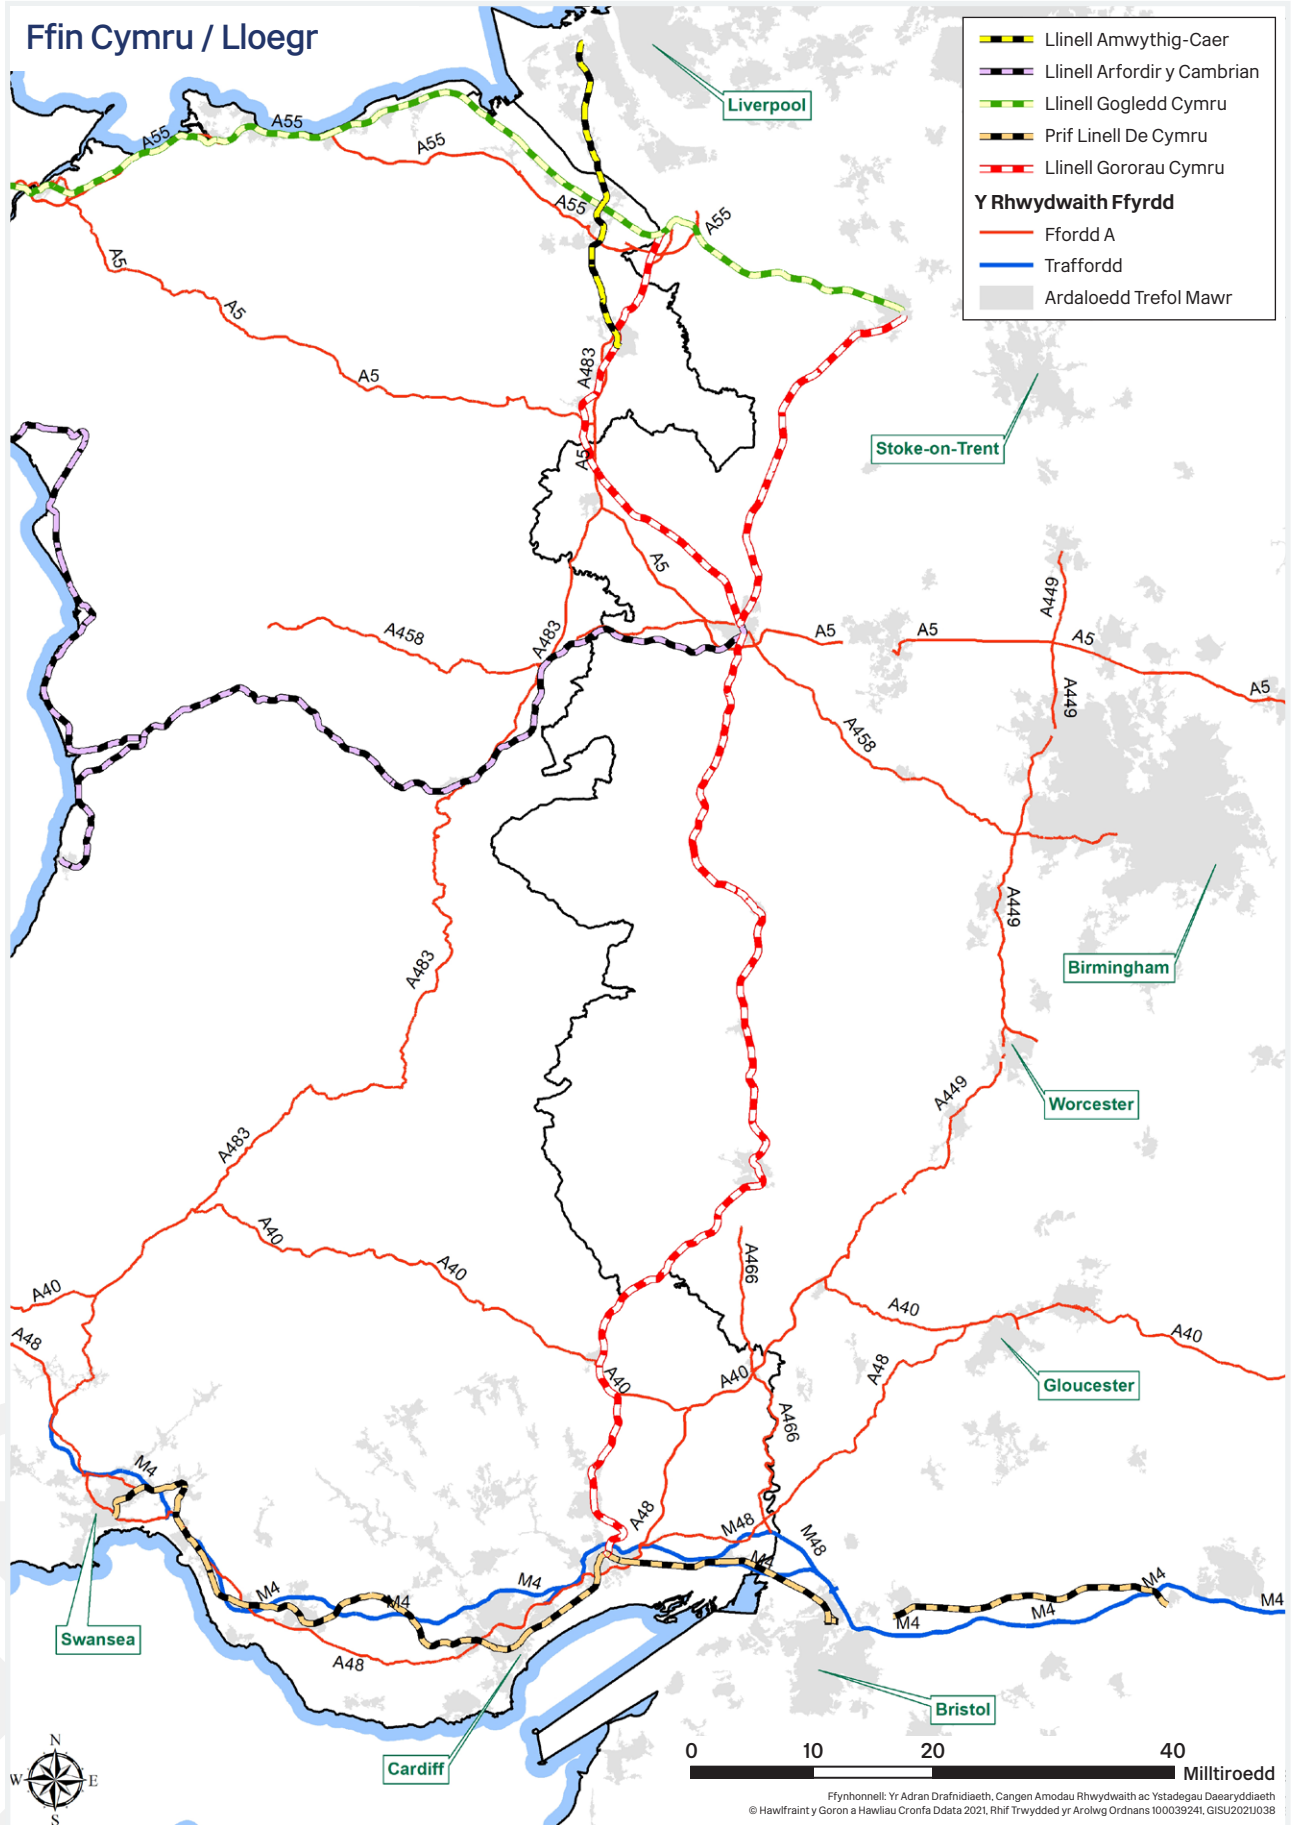 Ffin Cymru / Lloegr
Llinell Amwythig-Caer
Llinell Arfordir y Cambrian
Llinell Gogledd Cymru
Prif Linell De Cymru
Llinell Gororau Cymru
Y Rhwydwaith Ffyrdd
Ffordd A
Traffordd
Ardaloedd Trefol Mawr
Liverpool
A55
A55
A55
A55
A55
A5
A5
A5
A483
Stoke-on-Trent
A5
A5
A449
A458
A483
A5
A5
A5
A5
A449
A458
A449
A483
Birmingham
Worcester
A449
A483
A40
A40
A466
A40
A48
A40
A40
A48
A40
A40
Gloucester
A466
M4
A48
M48
M48
M4
M4
M4
M4
M4
M4
M4
M4
Swansea
A48
Bristol
Cardiff
N
W
E
S
0
10
20
40
Milltiroedd
Ffynhonnell: Yr Adran Drafnidiaeth, Cangen Amodau Rhwydwaith ac Ystadegau Daearyddiaeth
© Hawlfraint y Goron a Hawliau Cronfa Ddata 2021, Rhif Trwydded yr Arolwg Ordnans 100039241, GISU2021J038